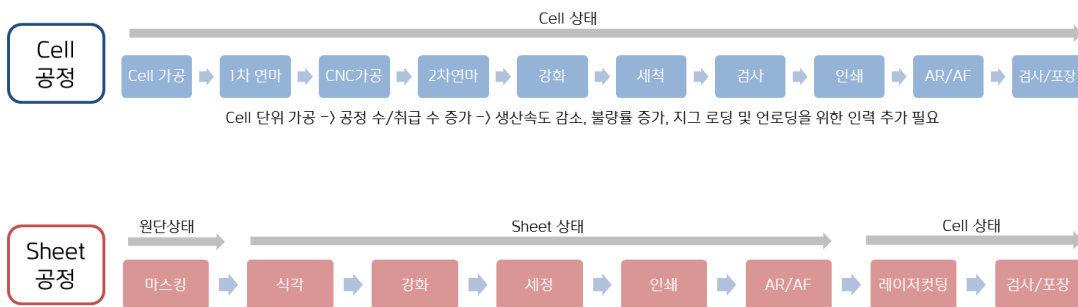 Cell 상태
Cell
공정
Cell 가공
1차 연마
CNC가공
2차연마
강화
세척
검사
인쇄
AR/AF
검사/포장
Cell 단위 가공 -> 공정 수/취급 수 증가 -> 생산속도 감소, 불량률 증가, 지그 로딩 및 언로딩을 위한 인력 추가 필요
원단상태
Sheet 상태
Cell 상태
Sheet
공정
마스킹
식각
강화
세정
인쇄
AR/AF
레이저컷팅
검사/포장